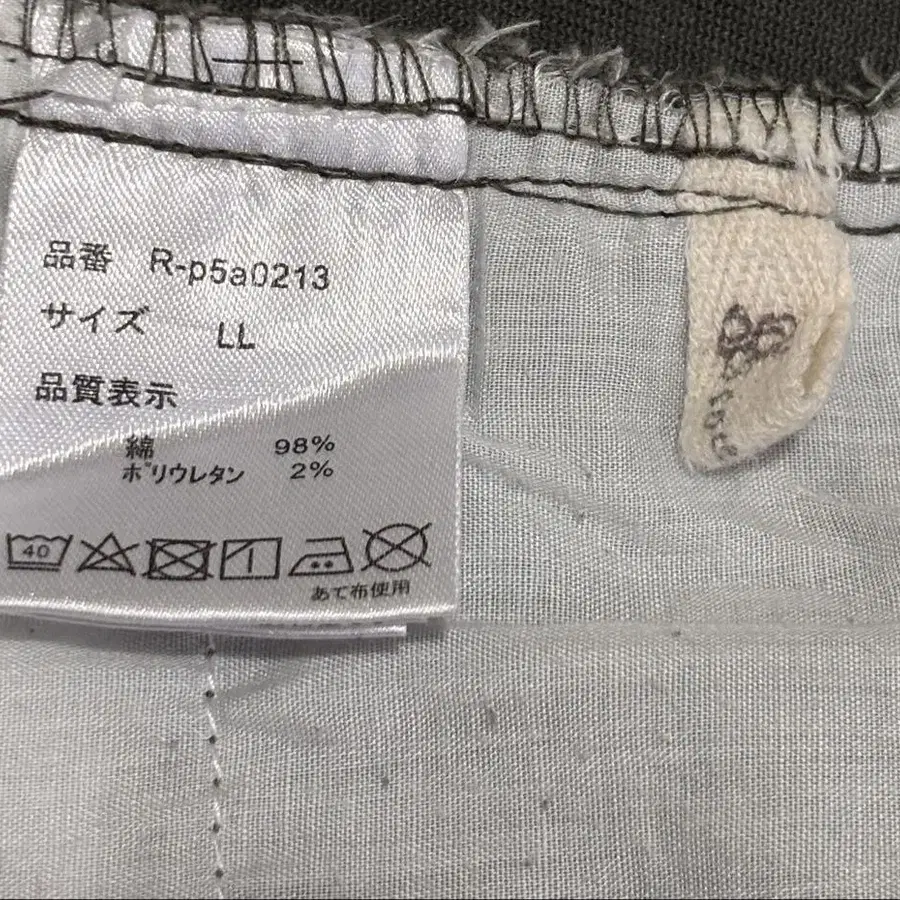 品番 R-p5a0213
サイズ LL
品質表示
綿 98%
ポリウレタン 2%
40
あて布使用